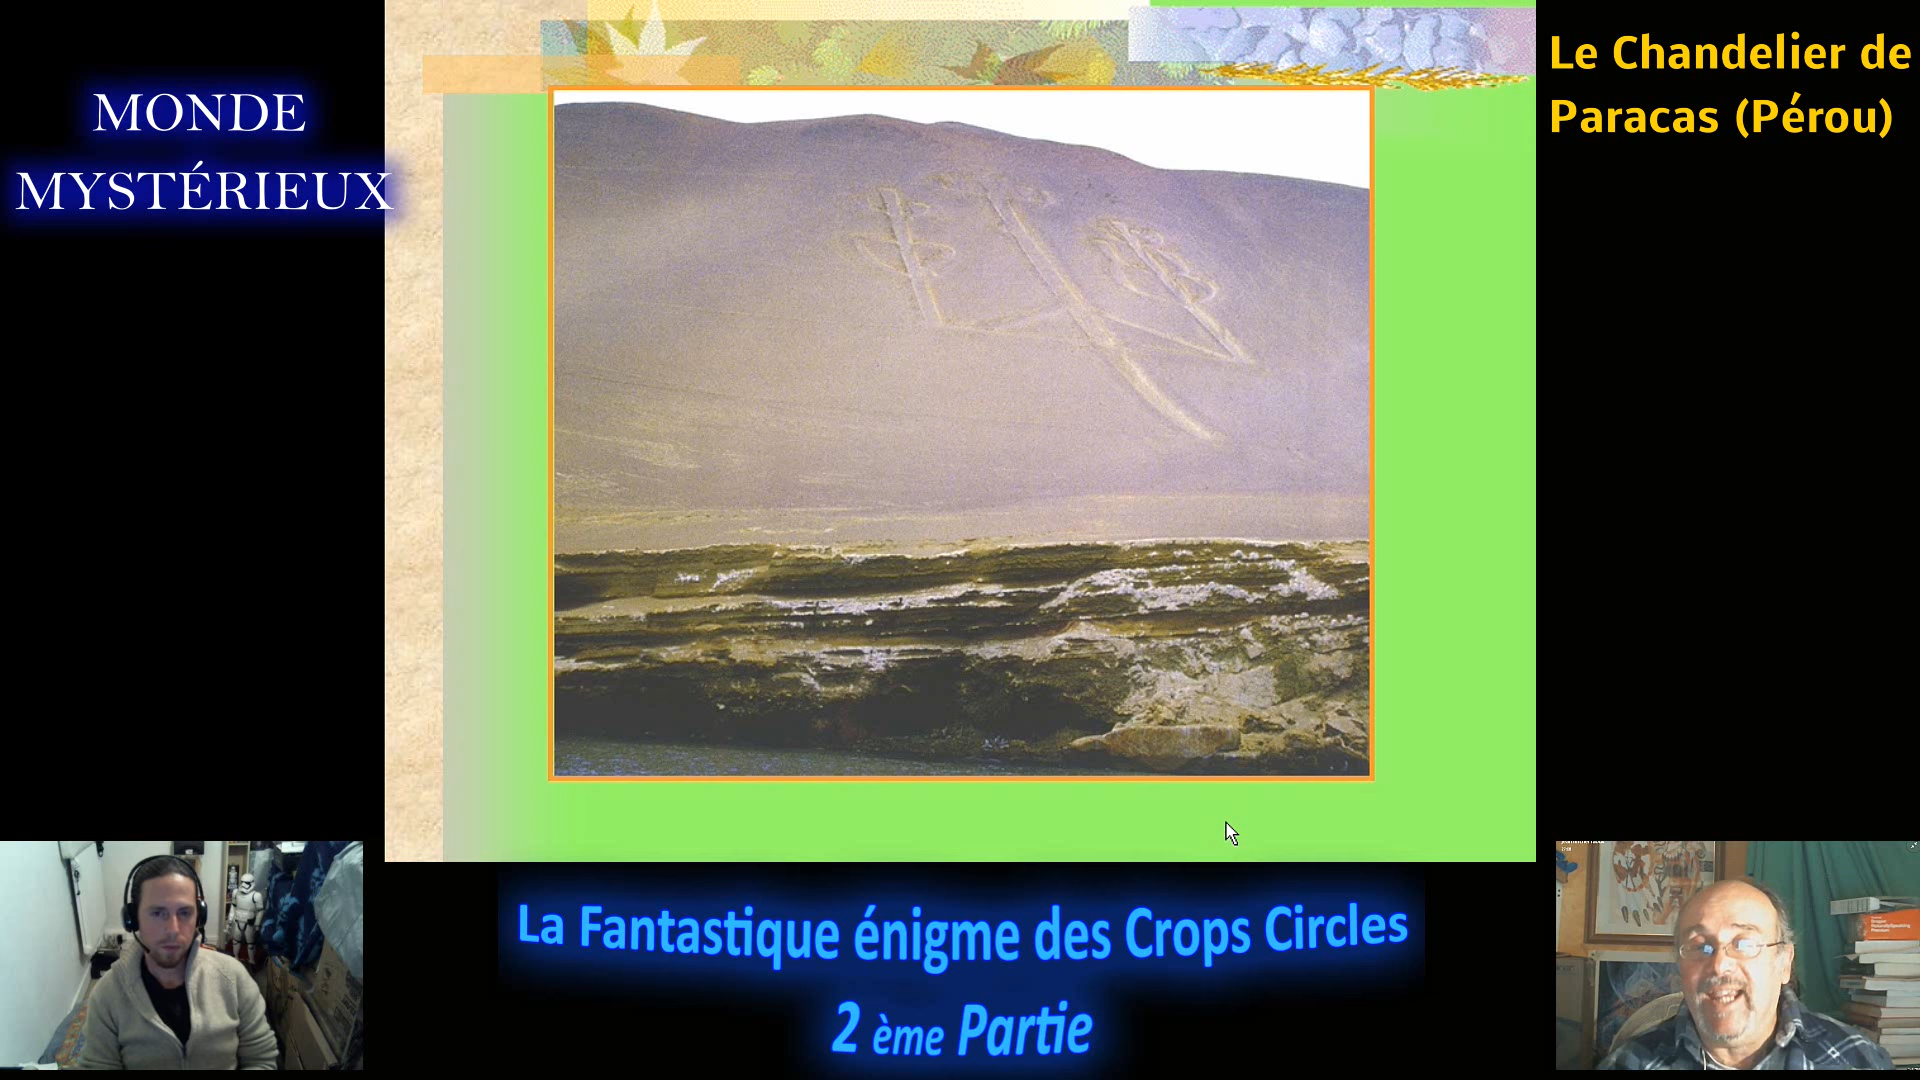 MONDE
MYSTÉRIEUX
Le Chandelier de
Paracas (Pérou)
La Fantastique énigme des Crops Circles
2 ème Partie